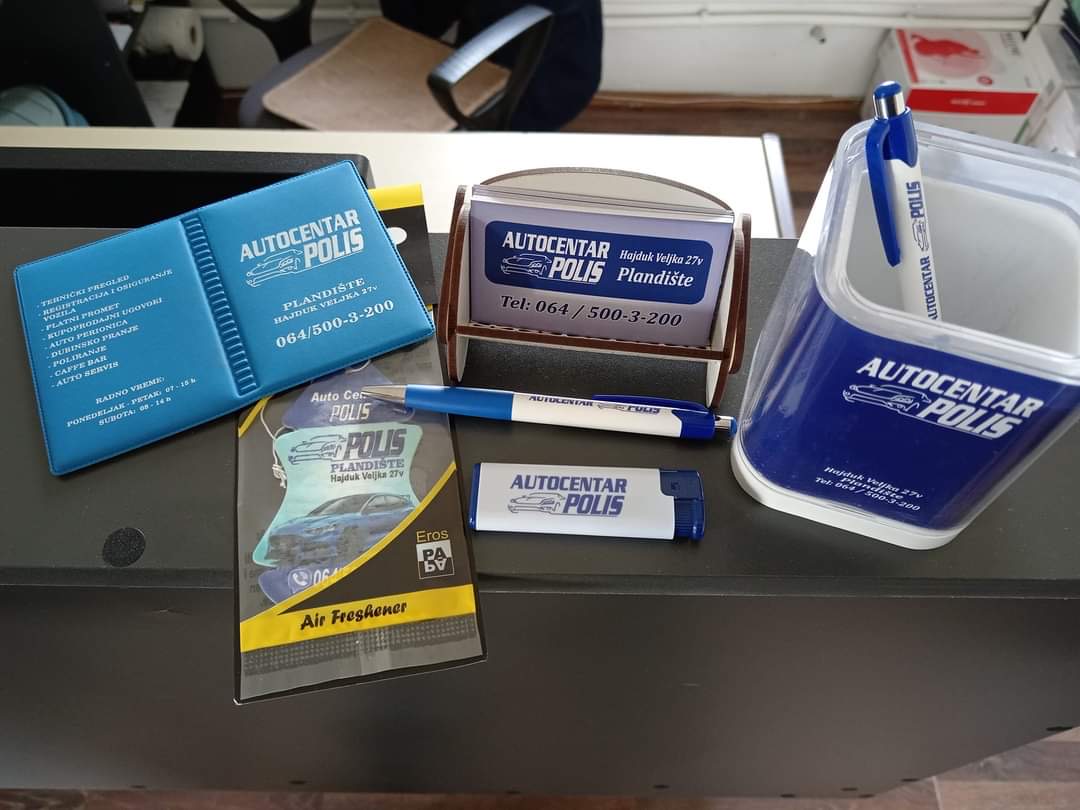 - TEHNIČKI PREGLED
- REGISTRACIJA I OSIGURANJE
VOZILA
- PLATNI PROMET
- KUPOPRODAJNI UGOVORI
- AUTO PERIONICA
- DUBINSKO PRANJE
- POLIRANJE
- CAFFE BAR
- AUTO SERVIS
RADNO VREME:
PONEDELJAK - PETAK: 07 - 15 h
SUBOTA: 08 - 14 h
AUTOCENTAR
POLIS
PLANDIŠTE
HAJDUK VELJKA 27v
064/500-3-200
AUTOCENTAR
POLIS
Hajduk Veljka 27v
Plandište
Tel: 064 / 500-3-200
AUTOCENTAR POLIS
AUTOCENTAR
POLIS
Hajduk Veljka 27v
Plandište
Tel: 064 / 500-3-200
AUTOCENTAR POLIS
AUTOCENTAR
POLIS
Auto
POLIS
POLIS
PLANDIŠTE
Hajduk Veljka 27v
Eros
PA
PA
Air Freshener